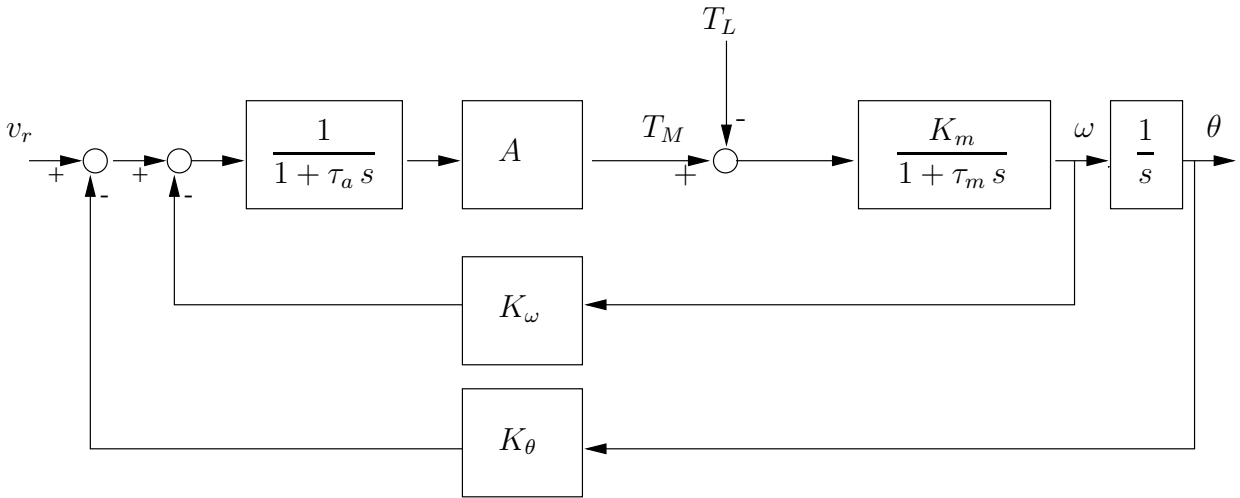 T_L
v_r
+
-
+
-
1
1 + τ_a s
A
T_M
+
-
K_m
1 + τ_m s
ω
1
s
θ
K_ω
K_θ